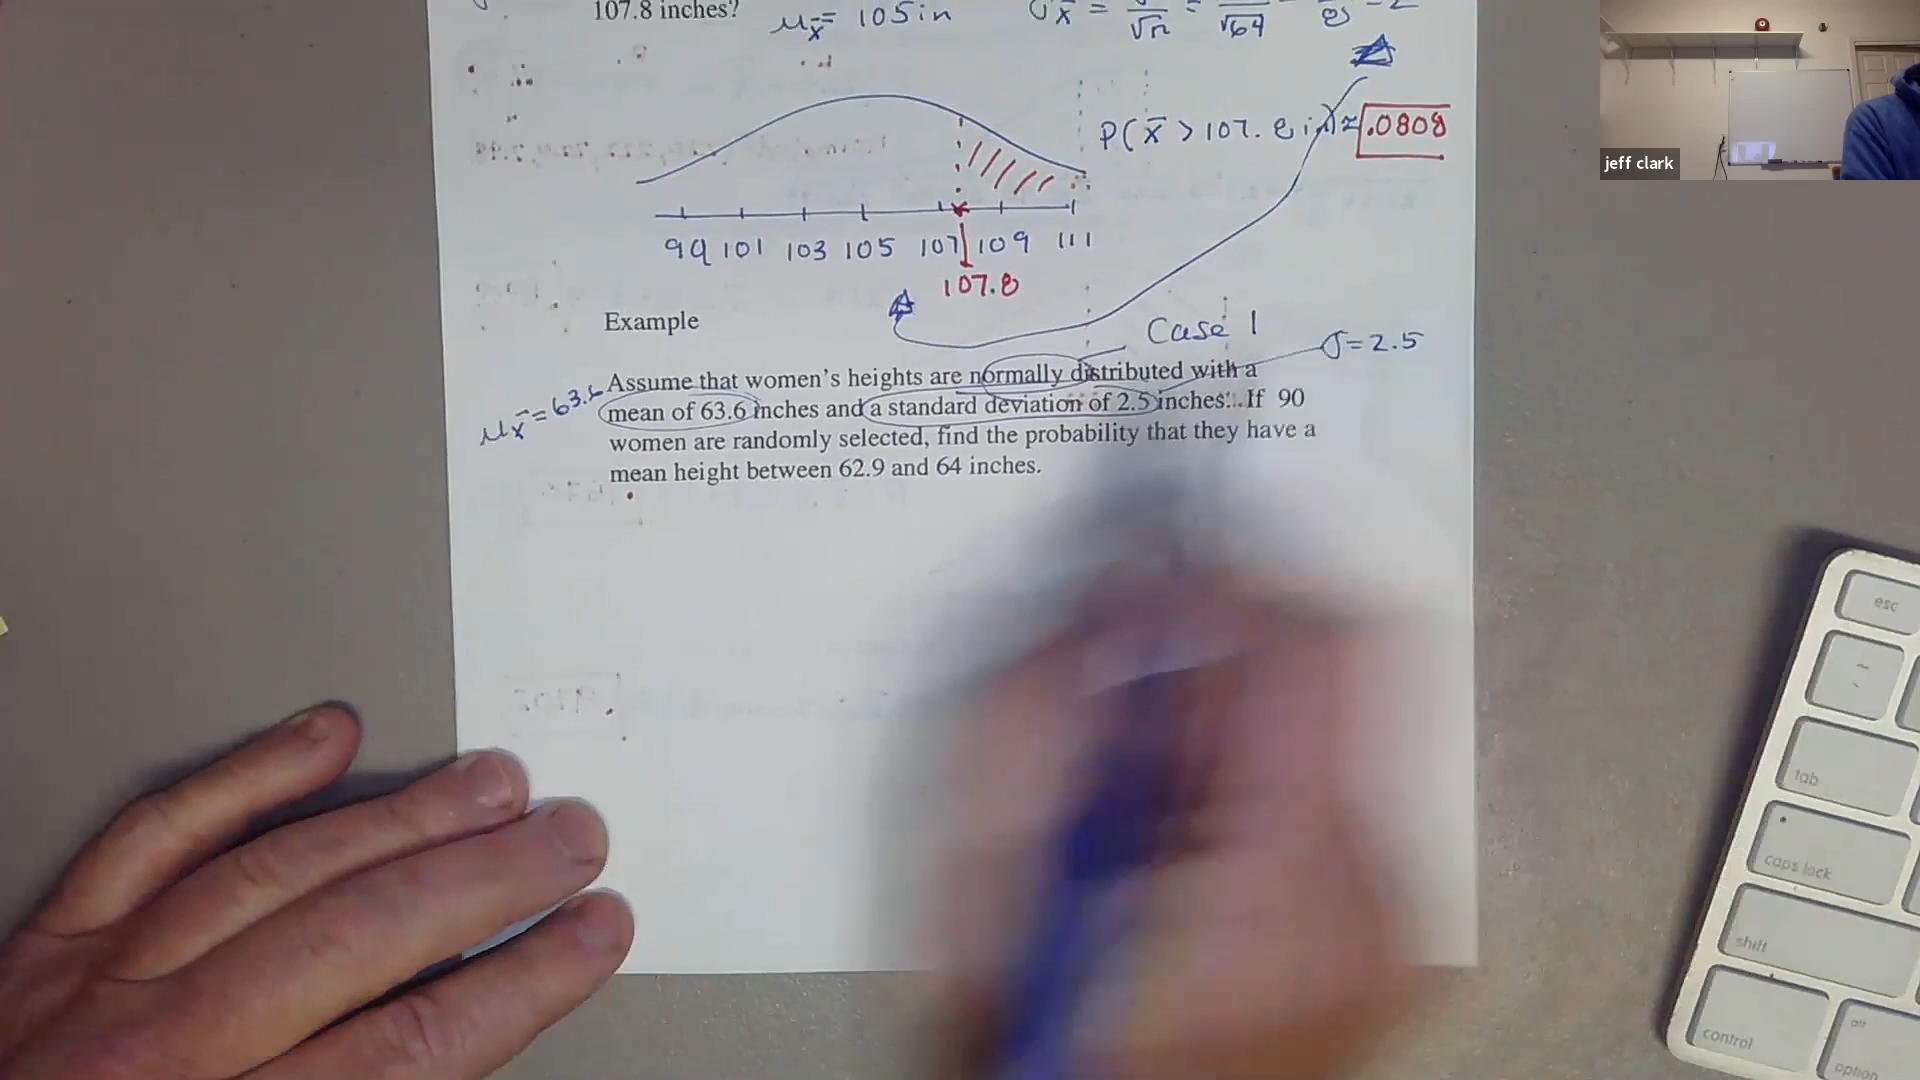 107.8 inches?
μx̄ = 105in
x̄ = √n = √64
P(x̄ > 107.8 in) ≈ .0808
jeff clark
99 101 103 105 107 109 111
107.8
Example
Case 1
σ=2.5
μx̄ = 63.6
Assume that women's heights are normally distributed with a
mean of 63.6 inches and a standard deviation of 2.5 inches. If 90
women are randomly selected, find the probability that they have a
mean height between 62.9 and 64 inches.
esc
~
tab
caps lock
shift
control
alt
option